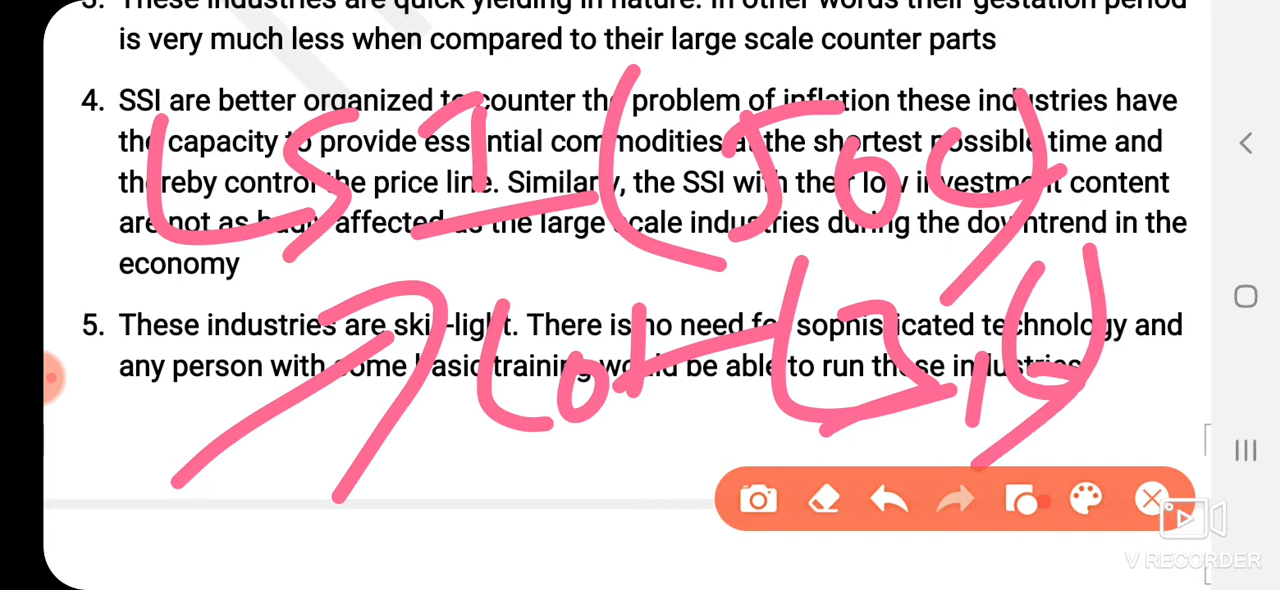 is very much less when compared to their large scale counter parts
4. SSI are better organized to counter the problem of inflation these industries have
the capacity to provide essential commodities at the shortest possible time and
thereby control the price line. Similarly, the SSI with their low investment content
are not as badly affected as the large scale industries during the downtrend in the
economy
5. These industries are skill-light. There is no need for sophisticated technology and
any person with some basic training would be able to run these industries
LSI
V RECORDER